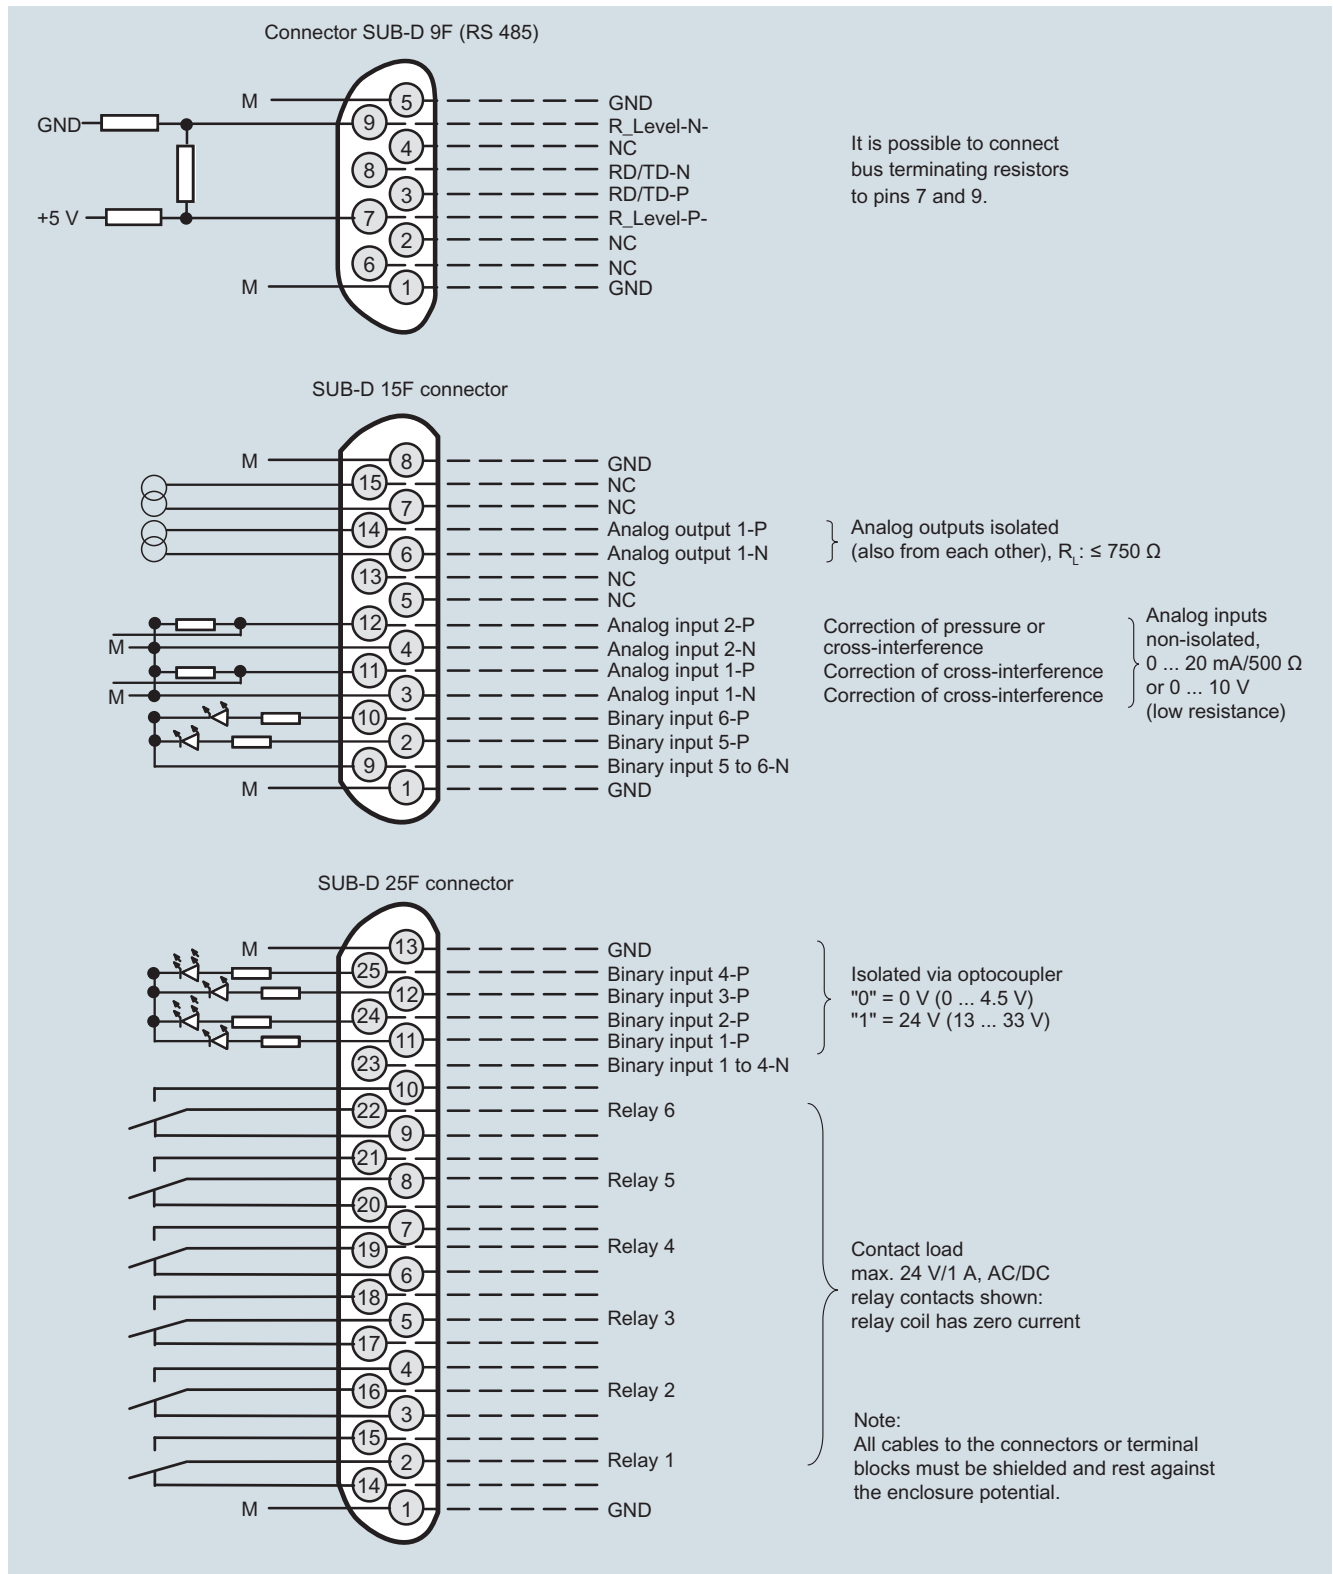 Connector SUB-D 9F (RS 485)
M 5 GND
GND 9 R_Level-N-
4 NC
8 RD/TD-N
3 RD/TD-P
+5 V 7 R_Level-P-
2 NC
6 NC
M 1 GND
It is possible to connect
bus terminating resistors
to pins 7 and 9.
SUB-D 15F connector
M 8 GND
15 NC
7 NC
14 Analog output 1-P
6 Analog output 1-N
Analog outputs isolated
(also from each other), RL: ≤ 750 Ω
13 NC
5 NC
12 Analog input 2-P
M 4 Analog input 2-N
11 Analog input 1-P
M 3 Analog input 1-N
Correction of pressure or
cross-interference
Correction of cross-interference
Correction of cross-interference
Analog inputs
non-isolated,
0 ... 20 mA/500 Ω
or 0 ... 10 V
(low resistance)
10 Binary input 6-P
2 Binary input 5-P
9 Binary input 5 to 6-N
M 1 GND
SUB-D 25F connector
M 13 GND
25 Binary input 4-P
12 Binary input 3-P
24 Binary input 2-P
11 Binary input 1-P
23 Binary input 1 to 4-N
Isolated via optocoupler
"0" = 0 V (0 ... 4.5 V)
"1" = 24 V (13 ... 33 V)
10
22 Relay 6
9
21
8 Relay 5
20
7
19 Relay 4
6
18
5 Relay 3
17
4
16 Relay 2
3
15
2 Relay 1
14
M 1 GND
Contact load
max. 24 V/1 A, AC/DC
relay contacts shown:
relay coil has zero current
Note:
All cables to the connectors or terminal
blocks must be shielded and rest against
the enclosure potential.